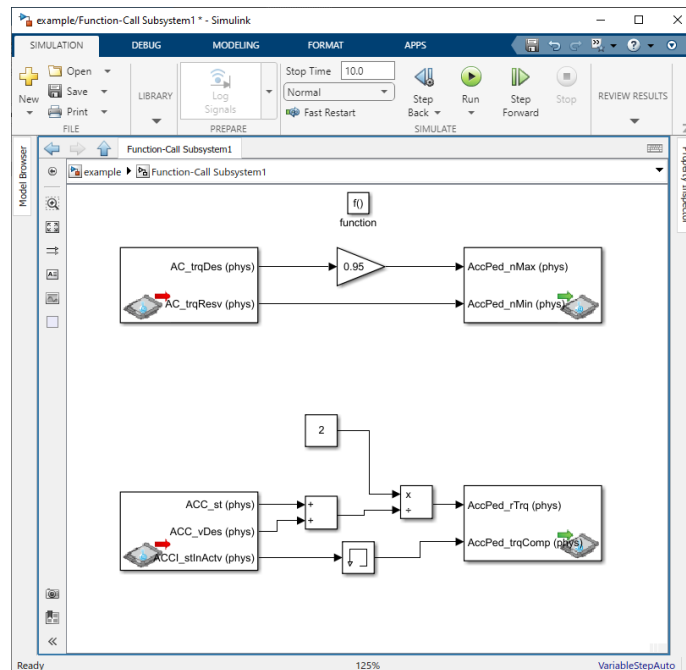 example/Function-Call Subsystem1 * - Simulink
SIMULATION DEBUG MODELING FORMAT APPS
New
Open
Save
Print
FILE
LIBRARY
Log
Signals
PREPARE
Stop Time 10.0
Normal
Fast Restart
Step
Back
Run
Step
Forward
Stop
SIMULATE
REVIEW RESULTS
Model Browser
Property Inspector
Function-Call Subsystem1
example Function-Call Subsystem1
f()
function
AC_trqDes (phys)
AC_trqResv (phys)
0.95
AccPed_nMax (phys)
AccPed_nMin (phys)
2
ACC_st (phys)
ACC_vDes (phys)
ACCI_stInActv (phys)
+
+
x
÷
AccPed_rTrq (phys)
AccPed_trqComp (phys)
Ready 125% VariableStepAuto